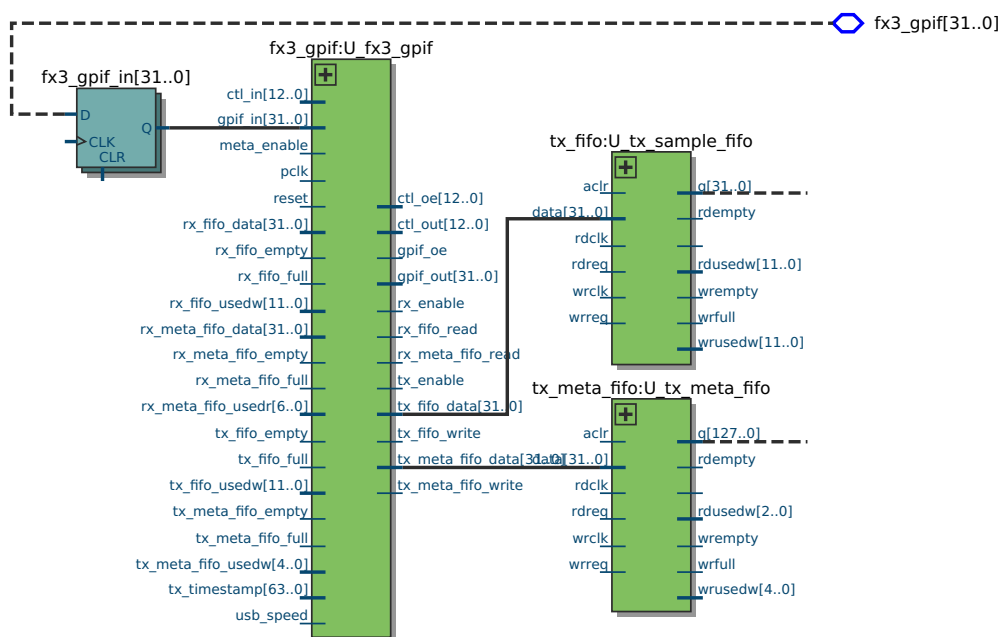 fx3_gpif[31..0]
fx3_gpif:U_fx3_gpif
fx3_gpif_in[31..0]
D
Q
CLK
CLR
ctl_in[12..0]
gpif_in[31..0]
meta_enable
pclk
reset
rx_fifo_data[31..0]
rx_fifo_empty
rx_fifo_full
rx_fifo_usedw[11..0]
rx_meta_fifo_data[31..0]
rx_meta_fifo_empty
rx_meta_fifo_full
rx_meta_fifo_usedr[6..0]
tx_fifo_empty
tx_fifo_full
tx_fifo_usedw[11..0]
tx_meta_fifo_empty
tx_meta_fifo_full
tx_meta_fifo_usedw[4..0]
tx_timestamp[63..0]
usb_speed
ctl_oe[12..0]
ctl_out[12..0]
gpif_oe
gpif_out[31..0]
rx_enable
rx_fifo_read
rx_meta_fifo_read
tx_enable
tx_fifo_data[31..0]
tx_fifo_write
tx_meta_fifo_data[31..0]
tx_meta_fifo_write
tx_fifo:U_tx_sample_fifo
aclr
data[31..0]
rdclk
rdreq
wrclk
wrreq
q[31..0]
rdempty
rdusedw[11..0]
wrempty
wrfull
wrusedw[11..0]
tx_meta_fifo:U_tx_meta_fifo
aclr
data[31..0]
rdclk
rdreq
wrclk
wrreq
q[127..0]
rdempty
rdusedw[2..0]
wrempty
wrfull
wrusedw[4..0]